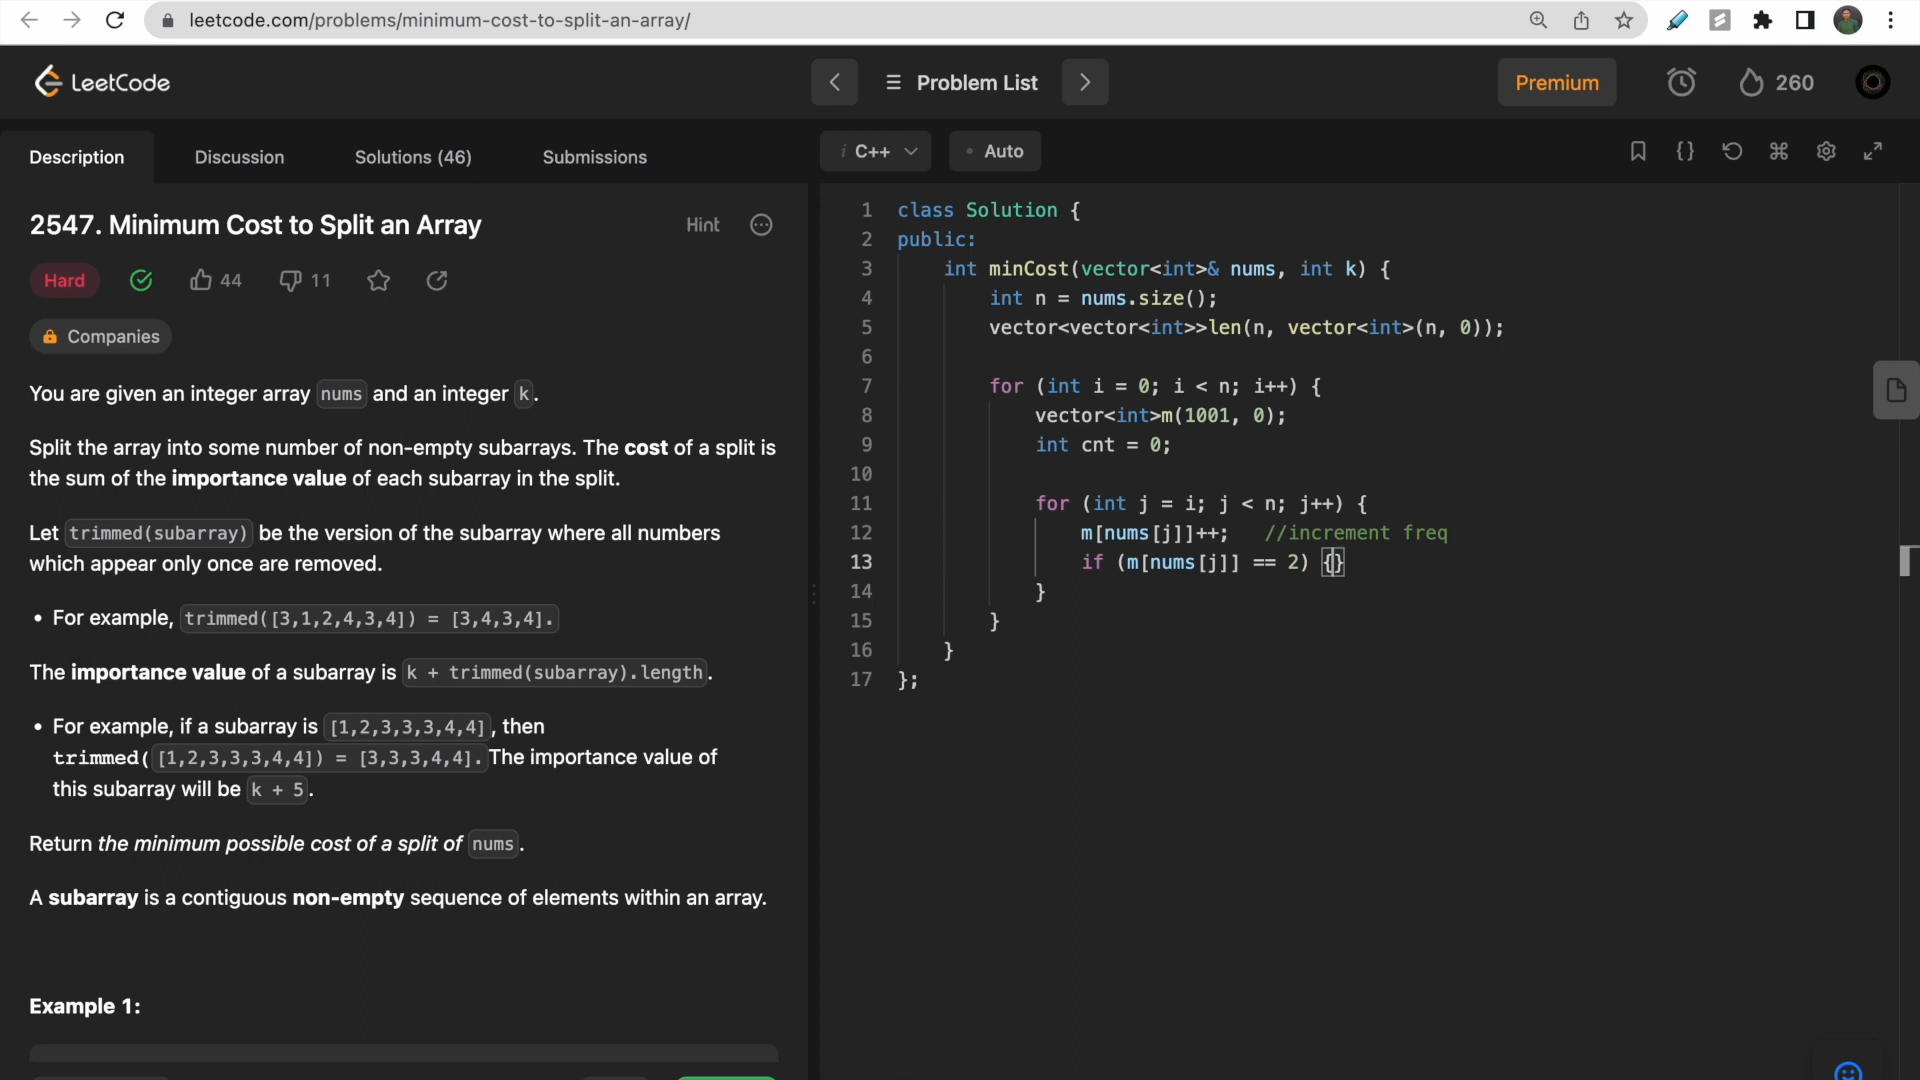 leetcode.com/problems/minimum-cost-to-split-an-array/
LeetCode
Problem List
Premium
260
Description
Discussion
Solutions (46)
Submissions
i C++
• Auto
2547. Minimum Cost to Split an Array
Hint
Hard
44
11
Companies
You are given an integer array nums and an integer k.
Split the array into some number of non-empty subarrays. The cost of a split is
the sum of the importance value of each subarray in the split.
Let trimmed(subarray) be the version of the subarray where all numbers
which appear only once are removed.
• For example, trimmed([3,1,2,4,3,4]) = [3,4,3,4].
The importance value of a subarray is k + trimmed(subarray).length.
• For example, if a subarray is [1,2,3,3,3,4,4], then
trimmed([1,2,3,3,3,4,4]) = [3,3,3,4,4]. The importance value of
this subarray will be k + 5.
Return the minimum possible cost of a split of nums.
A subarray is a contiguous non-empty sequence of elements within an array.
Example 1:
1 class Solution {
2 public:
3 int minCost(vector<int>& nums, int k) {
4 int n = nums.size();
5 vector<vector<int>>len(n, vector<int>(n, 0));
6
7 for (int i = 0; i < n; i++) {
8 vector<int>m(1001, 0);
9 int cnt = 0;
10
11 for (int j = i; j < n; j++) {
12 m[nums[j]]++; //increment freq
13 if (m[nums[j]] == 2) {}
14 }
15 }
16 }
17 };